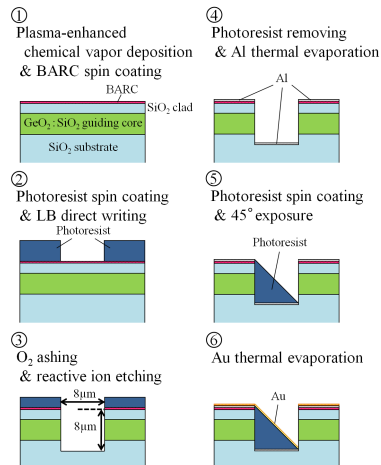 ①
Plasma-enhanced
chemical vapor deposition
& BARC spin coating
BARC
SiO2 clad
GeO2 : SiO2 guiding core
SiO2 substrate
②
Photoresist spin coating
& LB direct writing
Photoresist
③
O2 ashing
& reactive ion etching
8μm
8μm
④
Photoresist removing
& Al thermal evaporation
Al
⑤
Photoresist spin coating
& 45° exposure
Photoresist
⑥
Au thermal evaporation
Au